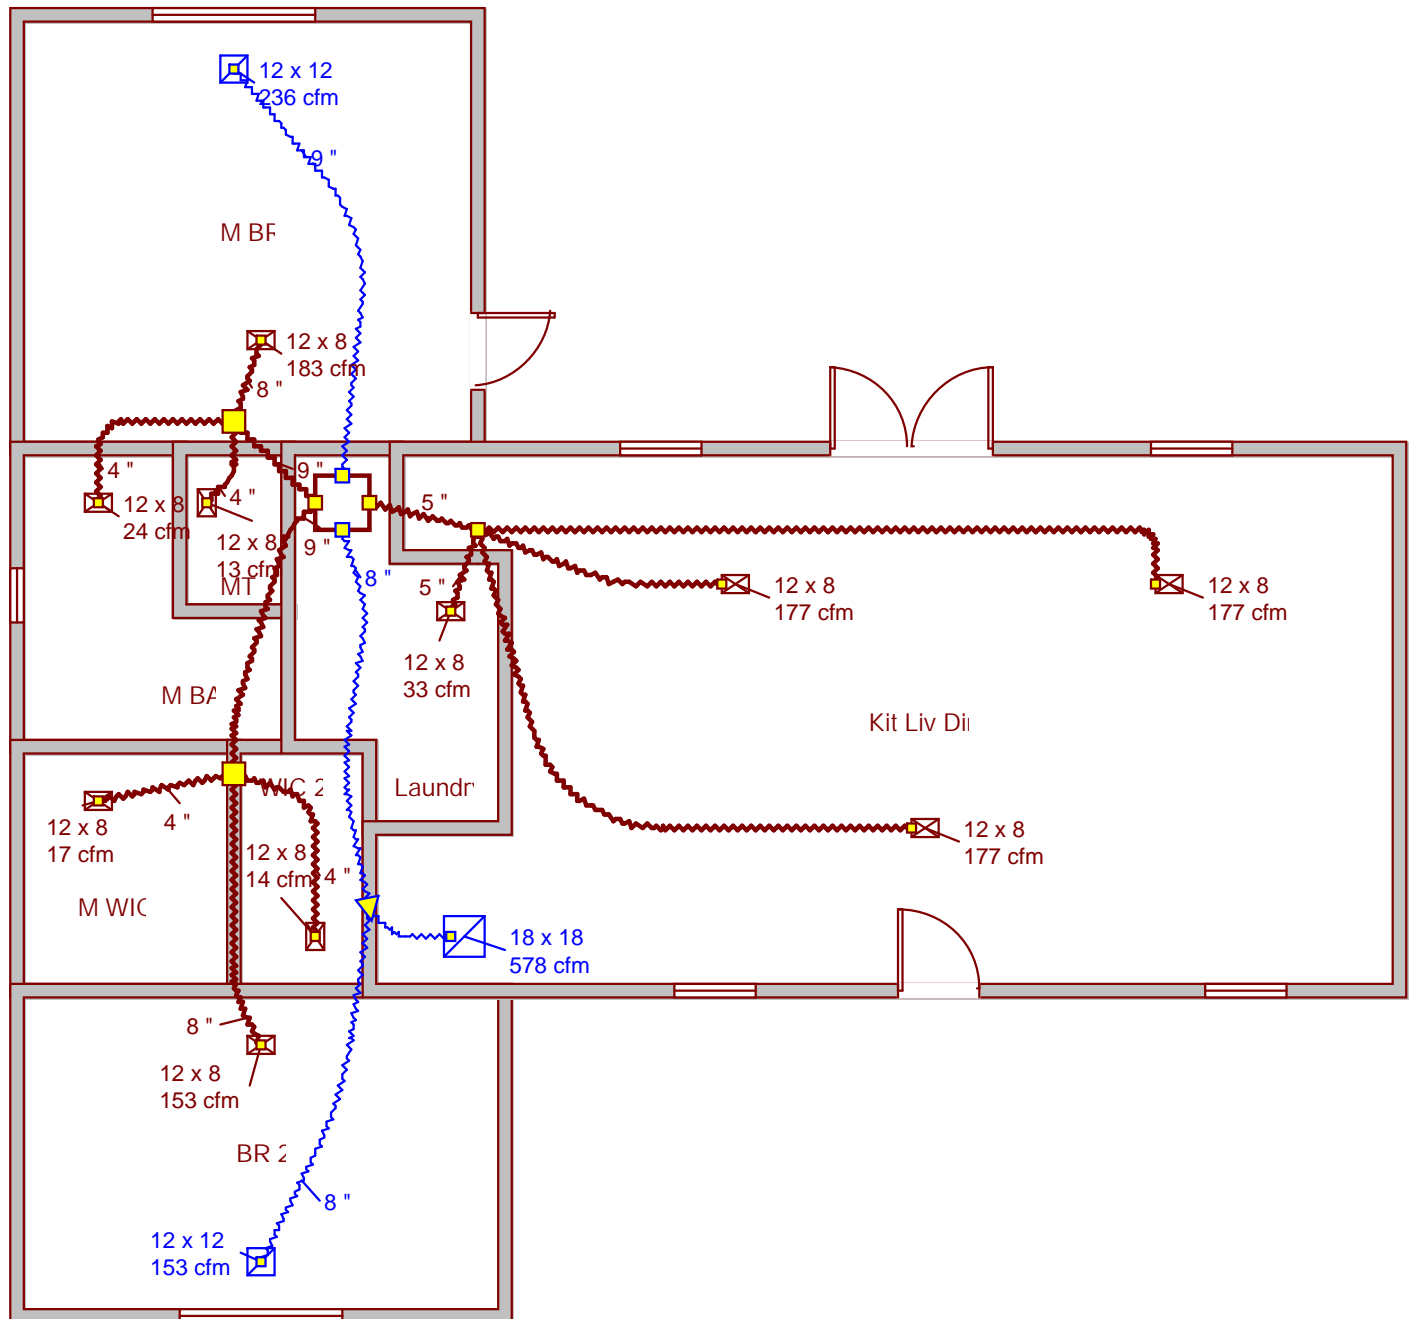 12 x 12
236 cfm
9 "
M BR
12 x 8
183 cfm
8 "
4 "
9 "
12 x 8
24 cfm
4 "
5 "
12 x 8
13 cfm
MT
9 "
8 "
5 "
12 x 8
177 cfm
12 x 8
177 cfm
12 x 8
33 cfm
M BA
Kit Liv Din
WIC 2
Laundr
4 "
12 x 8
17 cfm
12 x 8
14 cfm
4 "
12 x 8
177 cfm
M WIC
18 x 18
578 cfm
8 "
12 x 8
153 cfm
BR 2
8 "
12 x 12
153 cfm